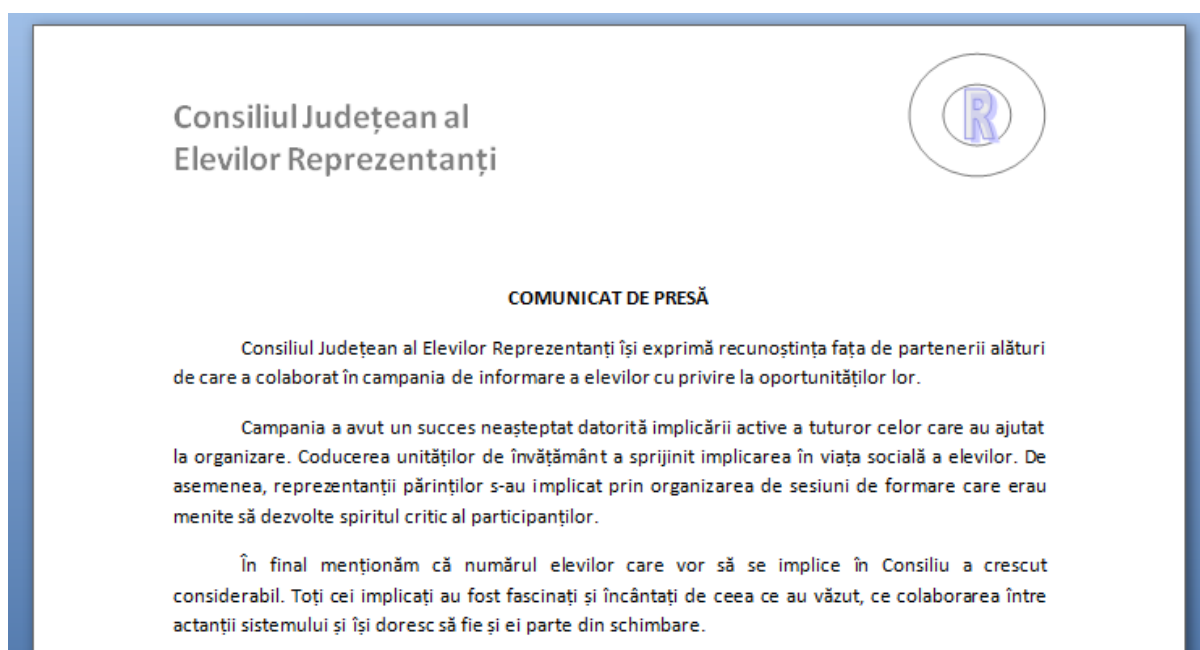 Consiliul Județean al
Elevilor Reprezentanți
R
COMUNICAT DE PRESĂ
Consiliul Județean al Elevilor Reprezentanți își exprimă recunoștința fața de partenerii alături
de care a colaborat în campania de informare a elevilor cu privire la oportunităților lor.
Campania a avut un succes neașteptat datorită implicării active a tuturor celor care au ajutat
la organizare. Coducerea unităților de învățământ a sprijinit implicarea în viața socială a elevilor. De
asemenea, reprezentanții părinților s-au implicat prin organizarea de sesiuni de formare care erau
menite să dezvolte spiritul critic al participanților.
În final menționăm că numărul elevilor care vor să se implice în Consiliu a crescut
considerabil. Toți cei implicați au fost fascinați și încântați de ceea ce au văzut, ce colaborarea între
actanții sistemului și își doresc să fie și ei parte din schimbare.